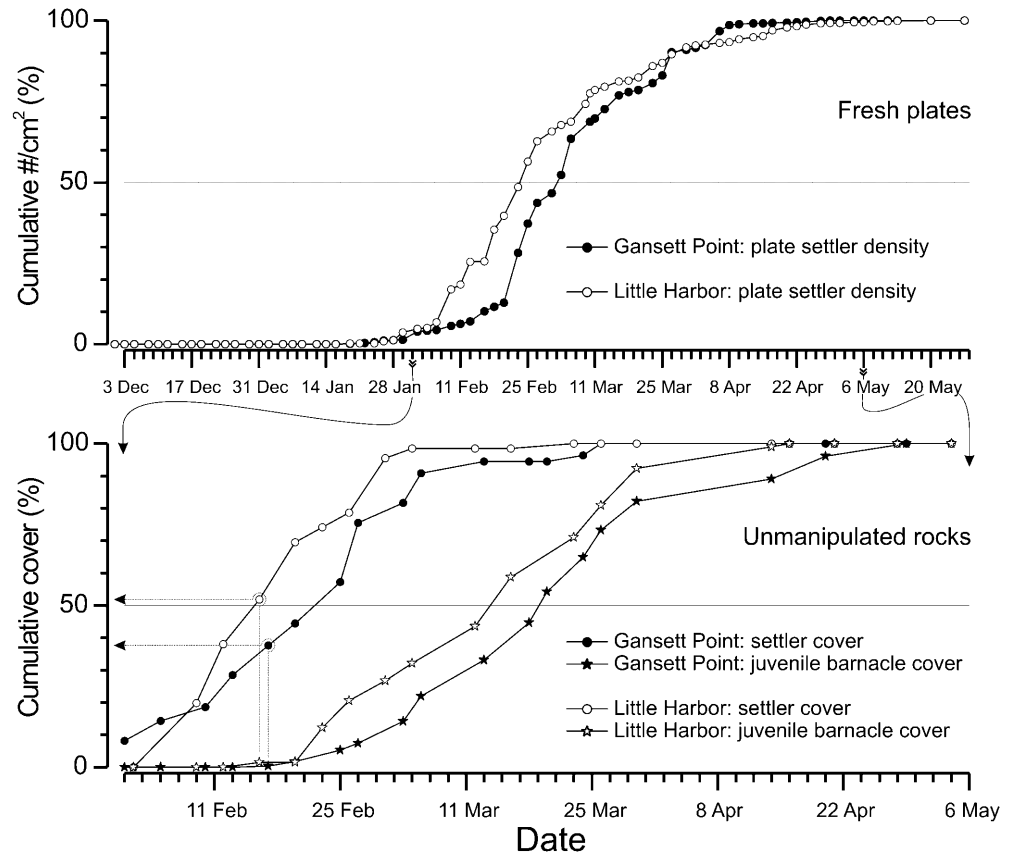 100
50
0
Cumulative #/cm² (%)
Fresh plates
Gansett Point: plate settler density
Little Harbor: plate settler density
3 Dec 17 Dec 31 Dec 14 Jan 28 Jan 11 Feb 25 Feb 11 Mar 25 Mar 8 Apr 22 Apr 6 May 20 May
100
50
0
Cumulative cover (%)
Unmanipulated rocks
Gansett Point: settler cover
Gansett Point: juvenile barnacle cover
Little Harbor: settler cover
Little Harbor: juvenile barnacle cover
11 Feb 25 Feb 11 Mar 25 Mar 8 Apr 22 Apr 6 May
Date